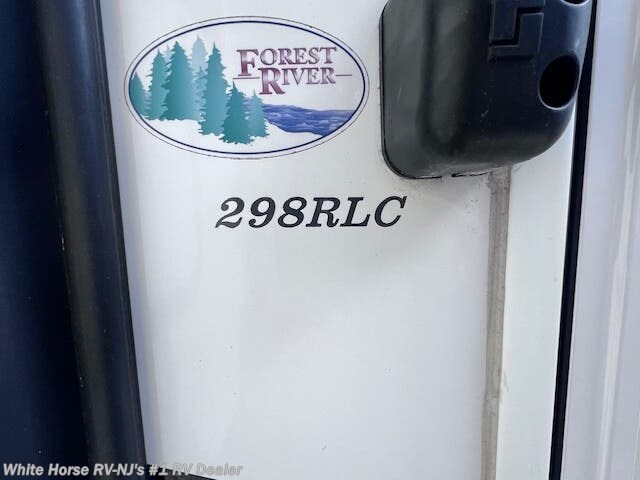 FOREST
RIVER
298RLC
White Horse RV-NJ's #1 RV Dealer